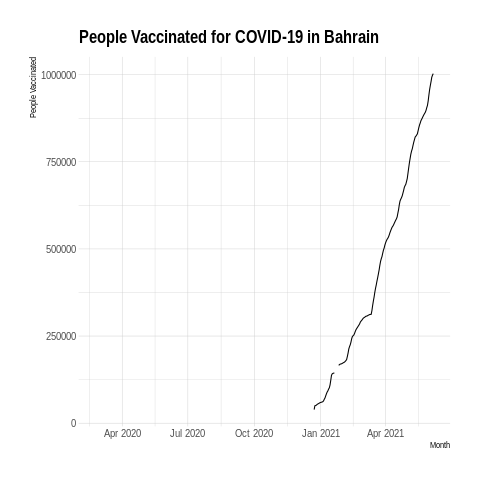 People Vaccinated for COVID-19 in Bahrain
People Vaccinated
1000000
750000
500000
250000
0
Apr 2020 Jul 2020 Oct 2020 Jan 2021 Apr 2021
Month